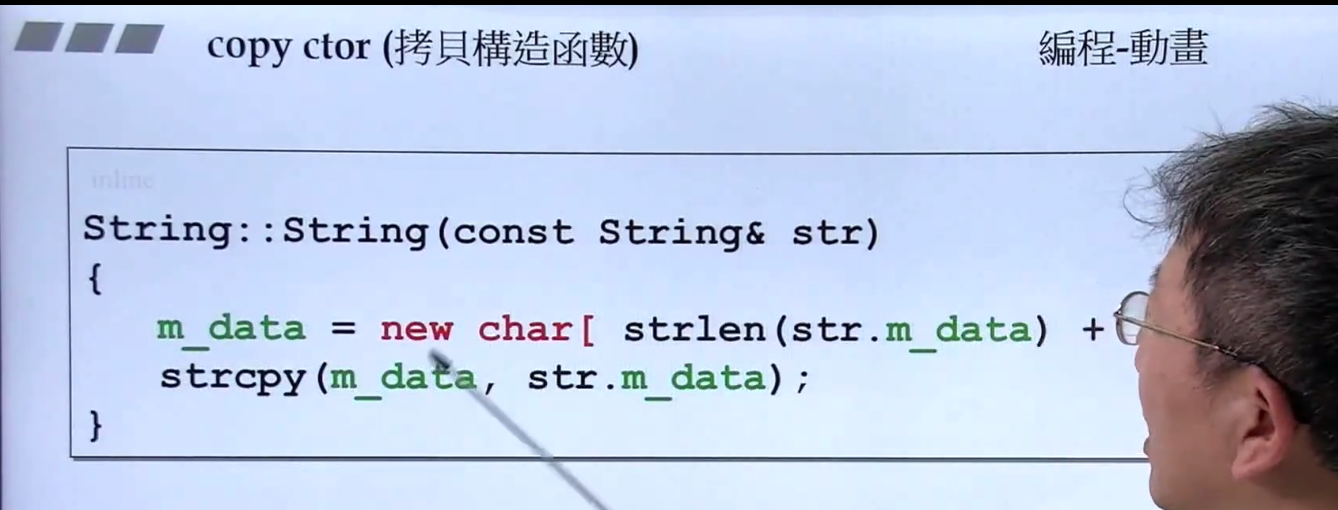 copy ctor (拷貝構造函數)
編程-動畫
inline
String::String(const String& str)
{
m_data = new char[ strlen(str.m_data) +
strcpy(m_data, str.m_data);
}